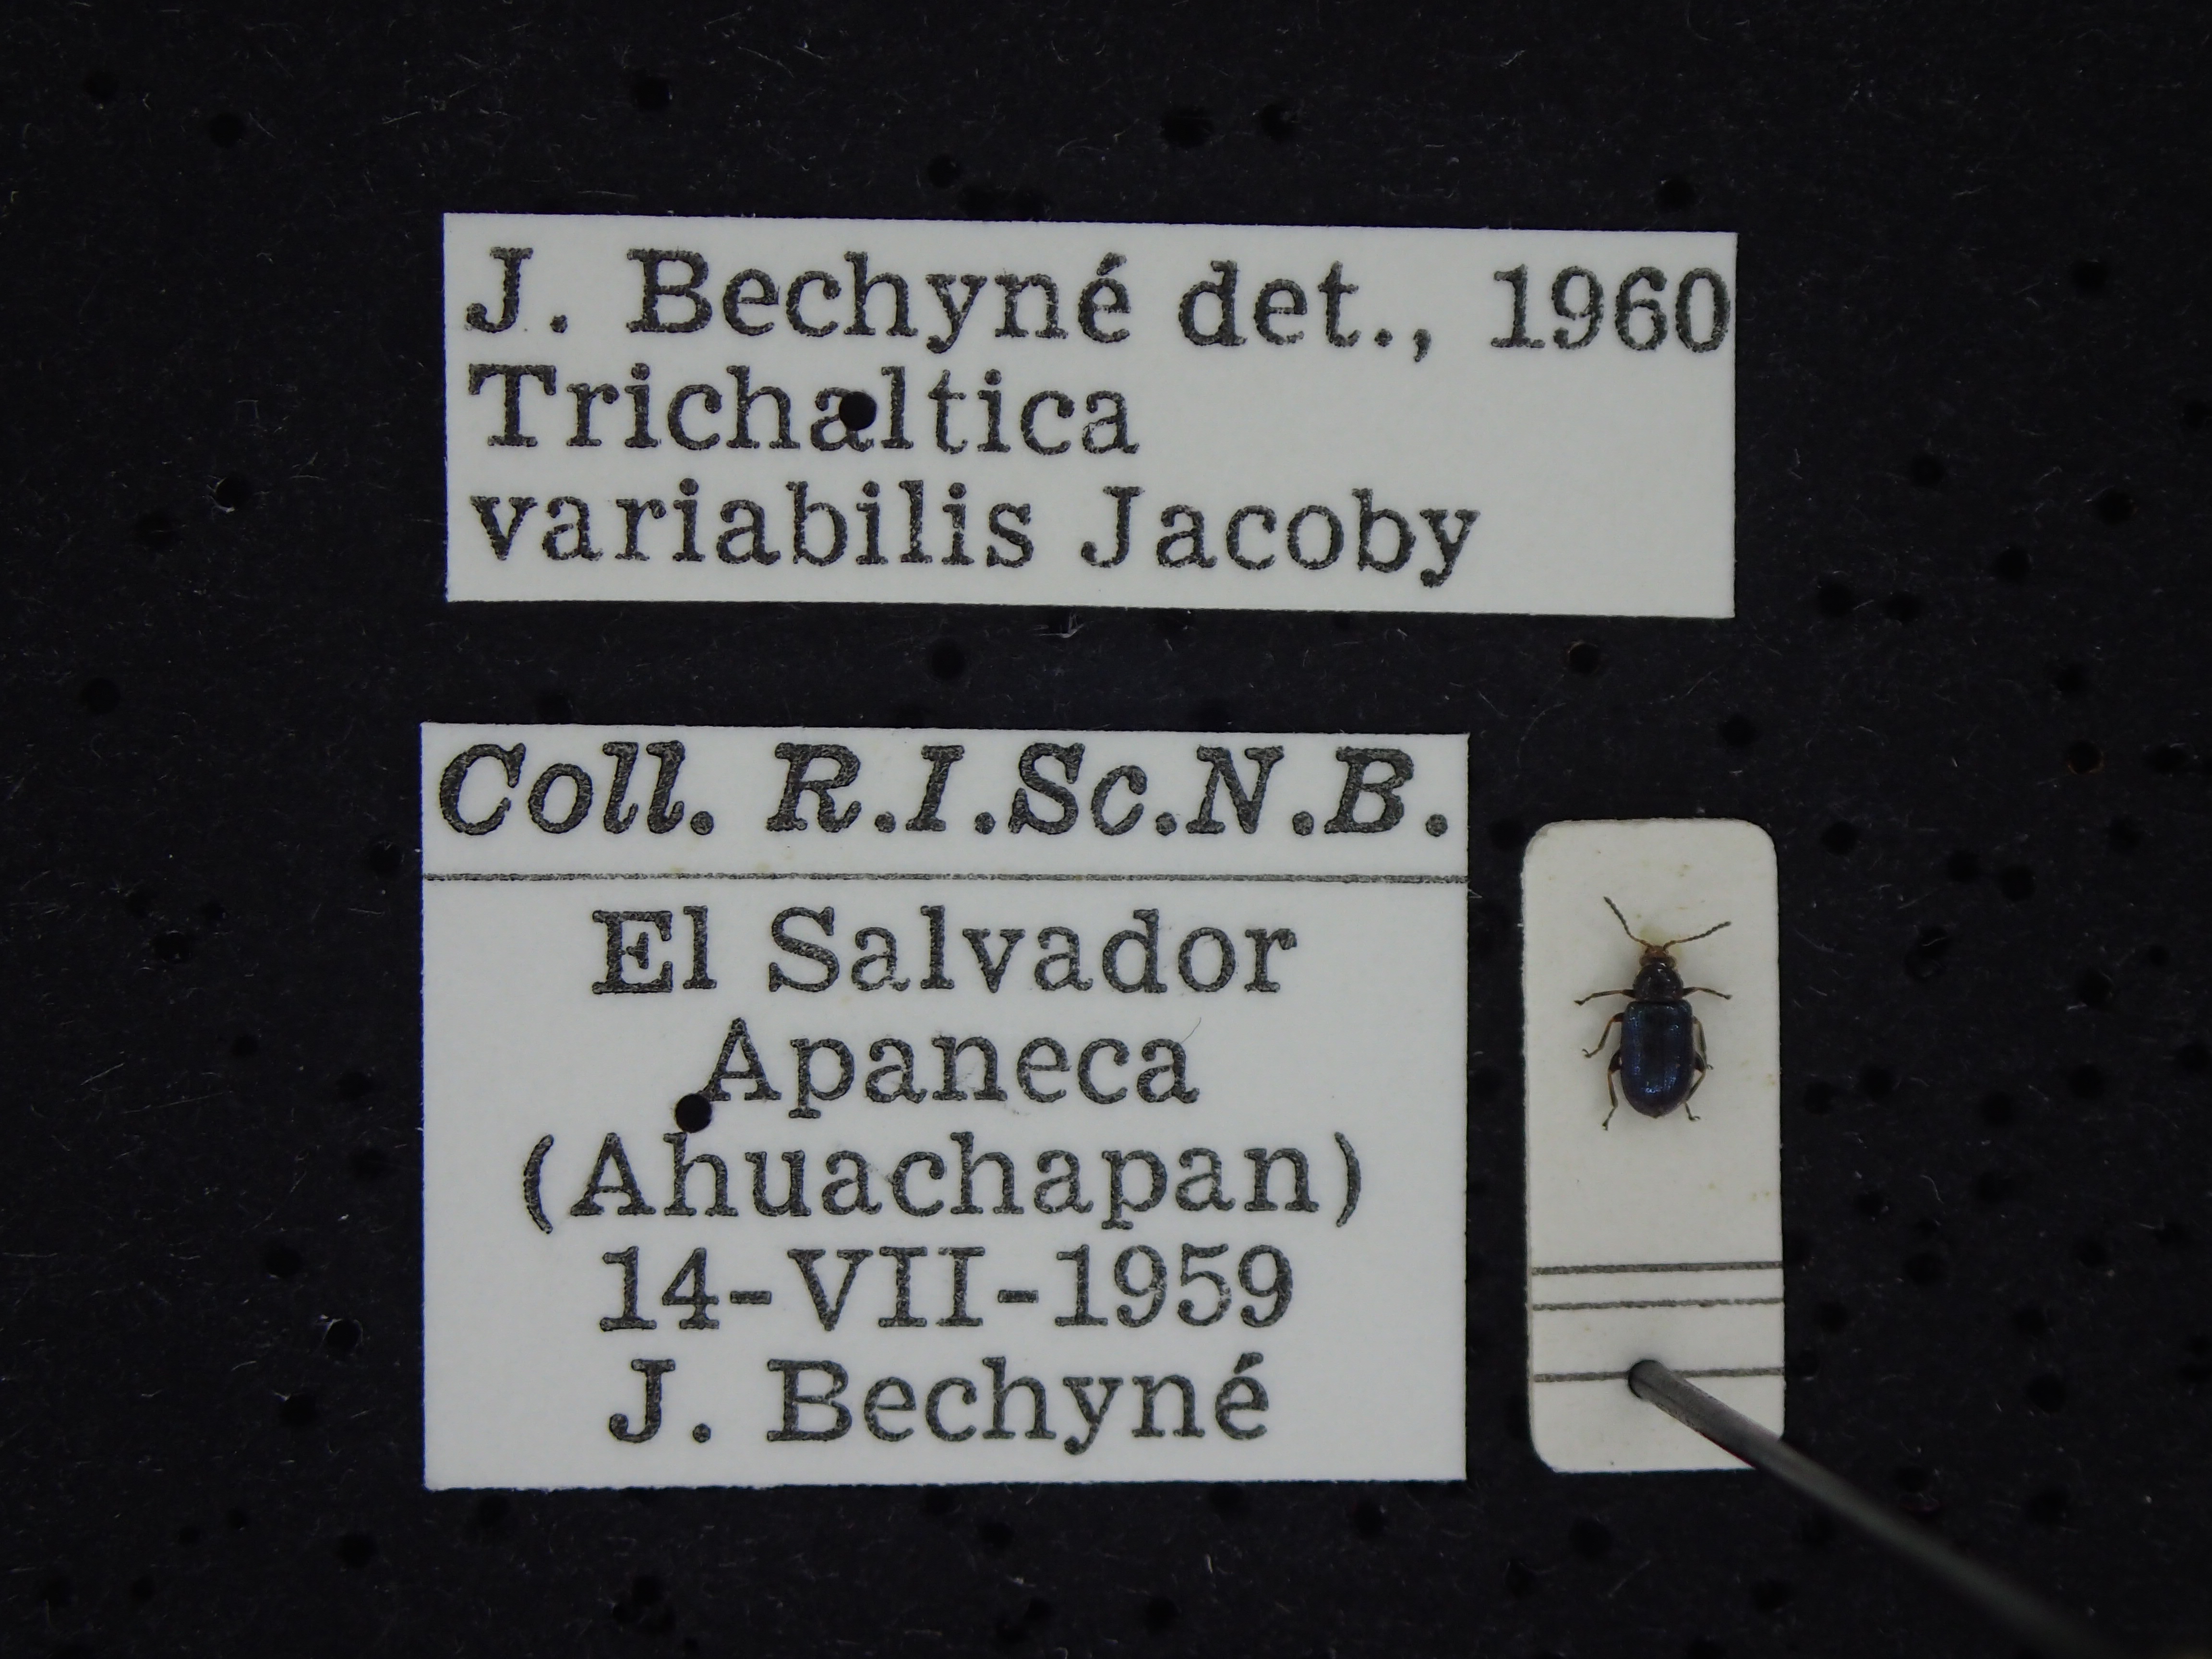 J. Bechyné det., 1960
Trichaltica
variabilis Jacoby
Coll. R.I.Sc.N.B.
El Salvador
Apaneca
(Ahuachapan)
14-VII-1959
J. Bechyné